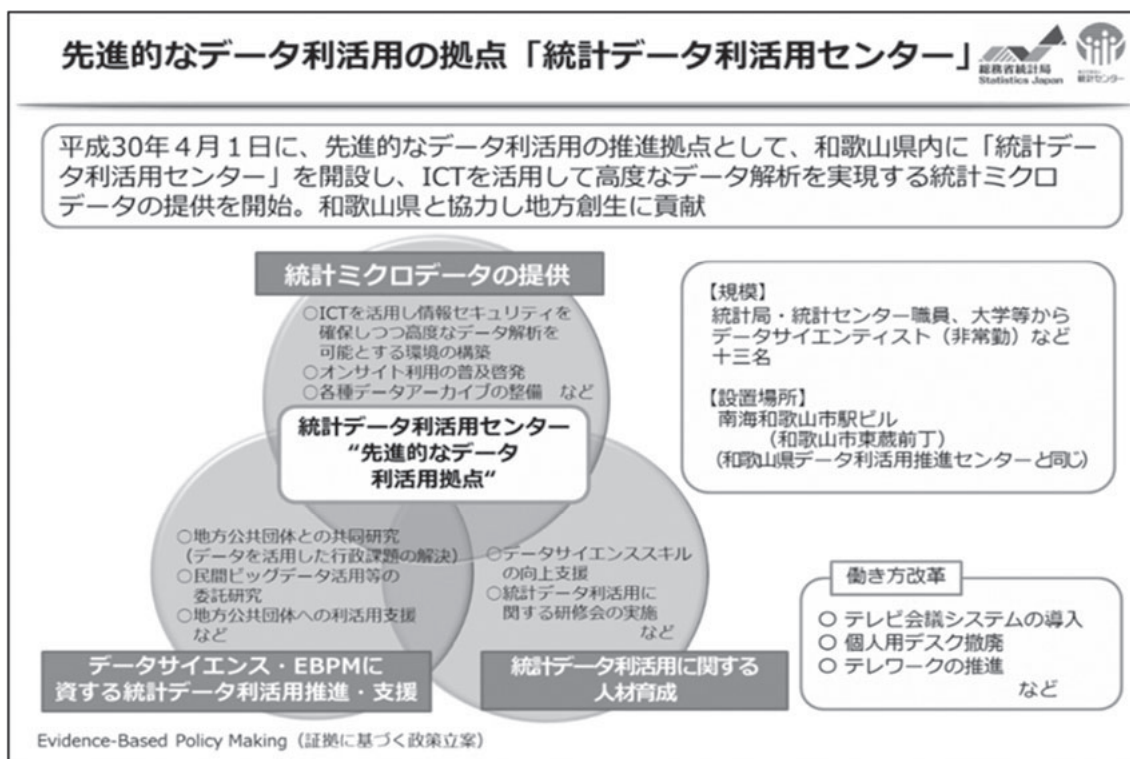 先進的なデータ利活用の拠点「統計データ利活用センター」
総務省統計局
Statistics Japan
統計センター
平成30年４月１日に、先進的なデータ利活用の推進拠点として、和歌山県内に「統計デー
タ利活用センター」を開設し、ICTを活用して高度なデータ解析を実現する統計ミクロ
データの提供を開始。和歌山県と協力し地方創生に貢献
統計ミクロデータの提供
○ICTを活用し情報セキュリティを
確保しつつ高度なデータ解析を
可能とする環境の構築
○オンサイト利用の普及啓発
○各種データアーカイブの整備　など
統計データ利活用センター
“先進的なデータ
利活用拠点“
○地方公共団体との共同研究
（データを活用した行政課題の解決）
○民間ビッグデータ活用等の
委託研究
○地方公共団体への利活用支援
など
データサイエンス・EBPMに
資する統計データ利活用推進・支援
○データサイエンススキル
の向上支援
○統計データ利活用に
関する研修会の実施
など
統計データ利活用に関する
人材育成
【規模】
統計局・統計センター職員、大学等から
データサイエンティスト（非常勤）など
十三名
【設置場所】
南海和歌山市駅ビル
（和歌山市東蔵前丁）
（和歌山県データ利活用推進センターと同じ）
働き方改革
○ テレビ会議システムの導入
○ 個人用デスク撤廃
○ テレワークの推進
など
Evidence-Based Policy Making（証拠に基づく政策立案）